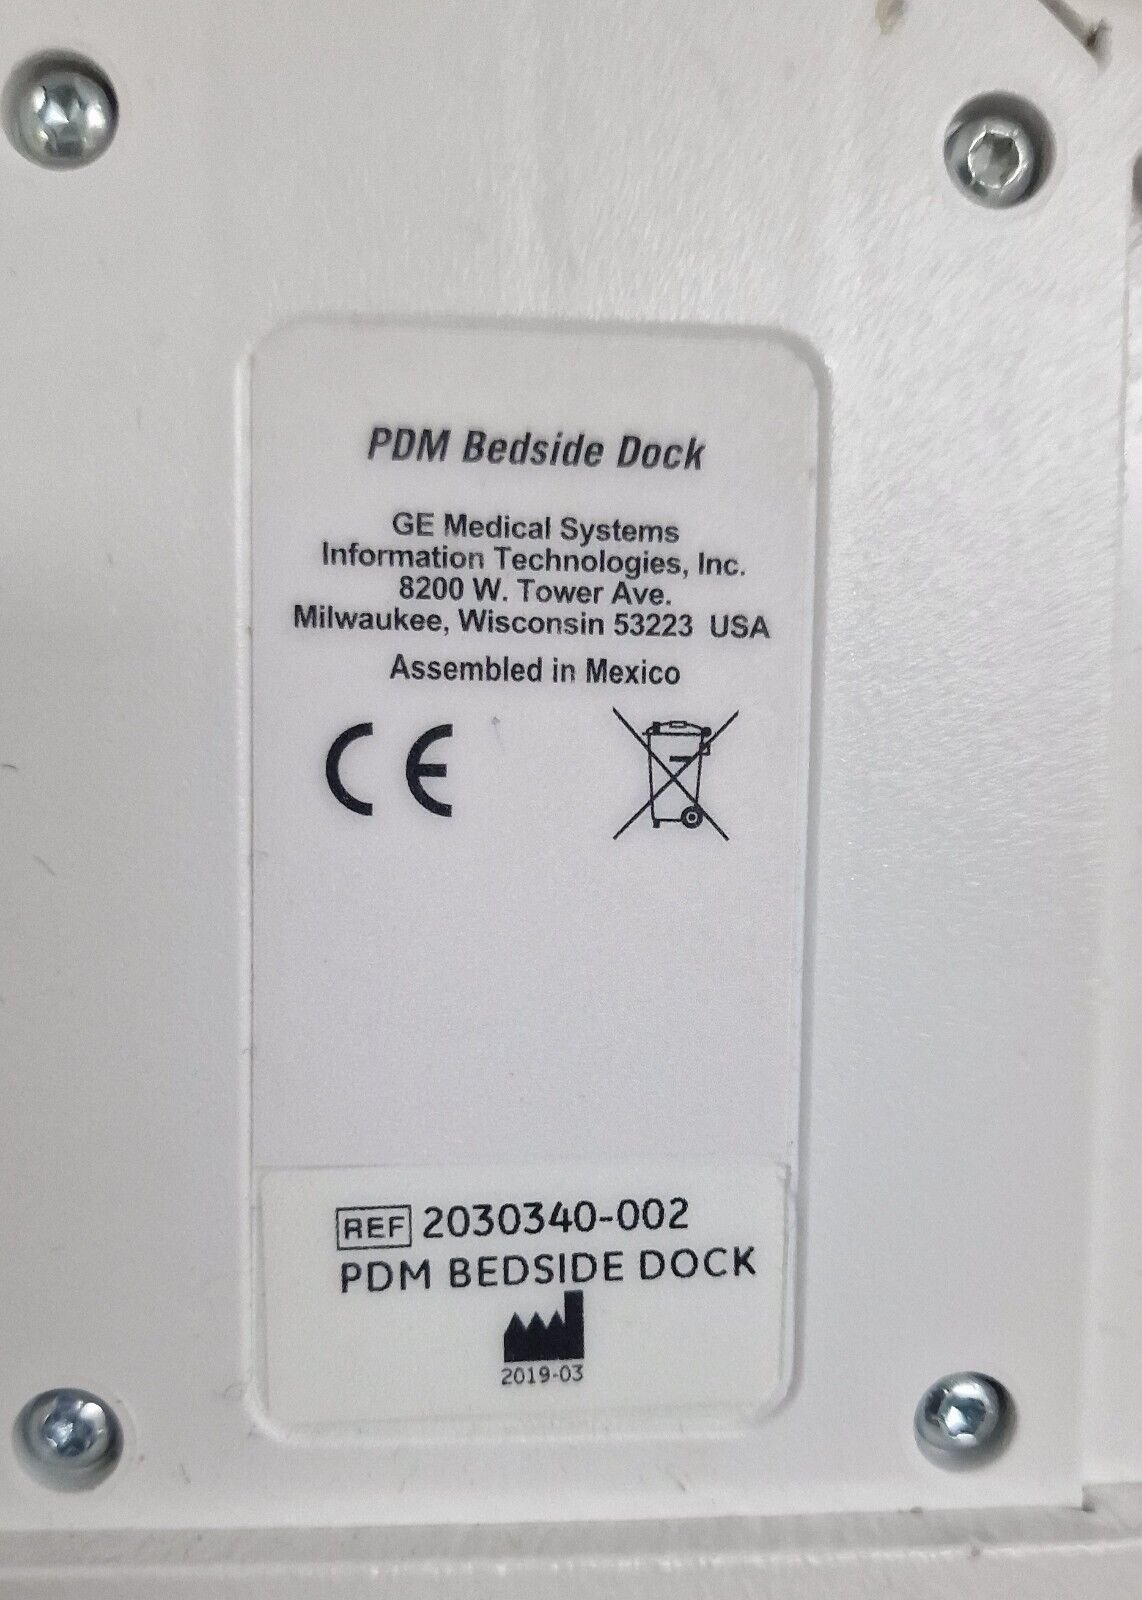 PDM Bedside Dock
GE Medical Systems
Information Technologies, Inc.
8200 W. Tower Ave.
Milwaukee, Wisconsin 53223 USA
Assembled in Mexico
CE
REF 2030340-002
PDM BEDSIDE DOCK
2019-03